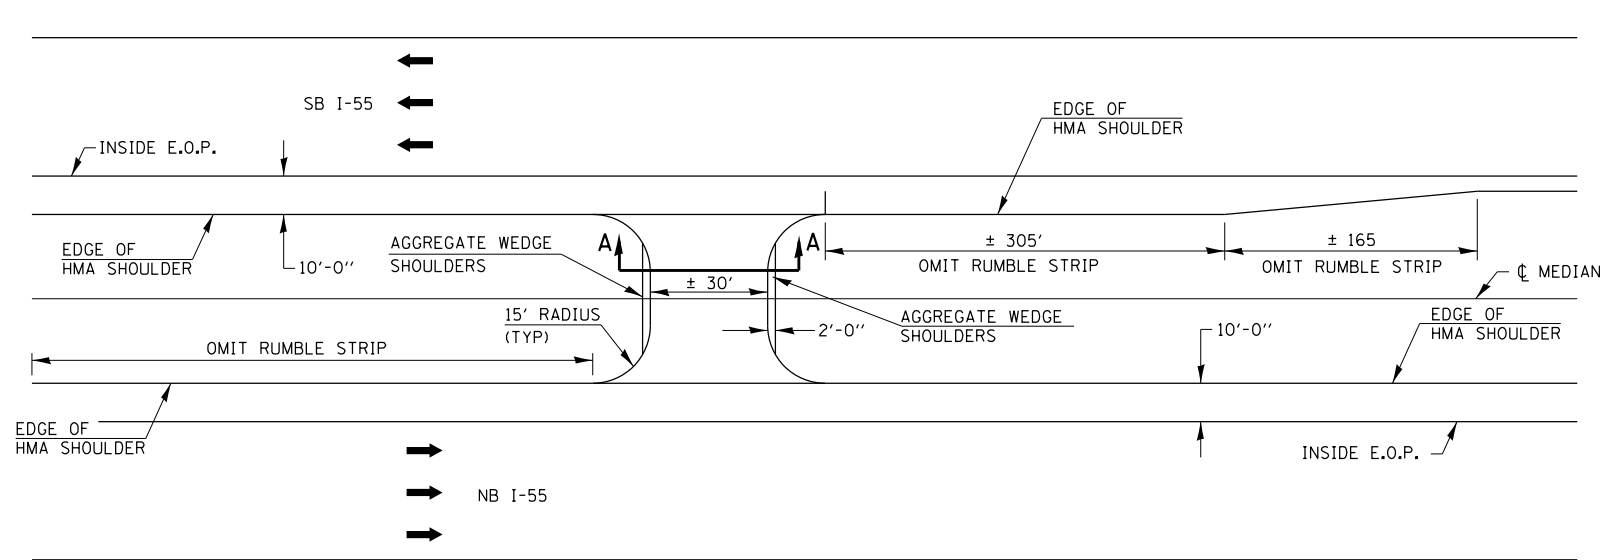 SB I-55
EDGE OF
HMA SHOULDER
INSIDE E.O.P.
EDGE OF
HMA SHOULDER
10'-0''
AGGREGATE WEDGE
SHOULDERS
A
A
± 30'
± 305'
OMIT RUMBLE STRIP
± 165
OMIT RUMBLE STRIP
℄ MEDIAN
15' RADIUS
(TYP)
2'-0''
AGGREGATE WEDGE
SHOULDERS
10'-0''
EDGE OF
HMA SHOULDER
OMIT RUMBLE STRIP
EDGE OF
HMA SHOULDER
INSIDE E.O.P.
NB I-55